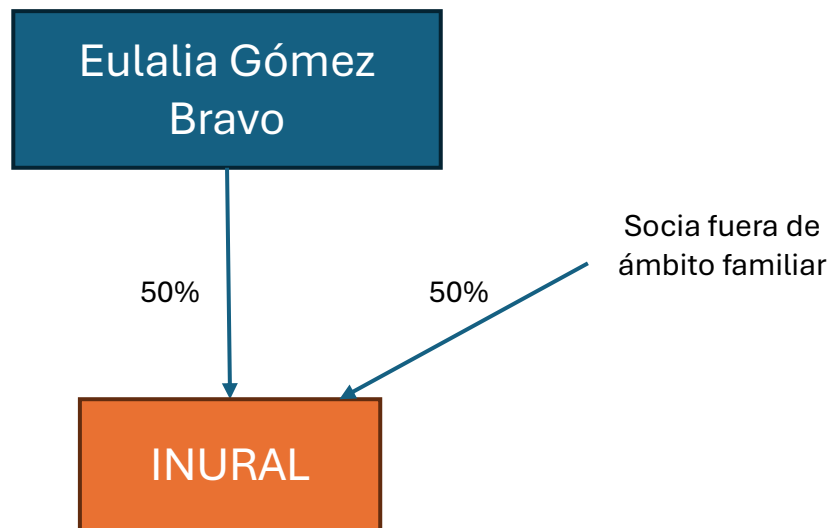 Eulalia Gómez
Bravo
Socia fuera de
ámbito familiar
50%
50%
INURAL